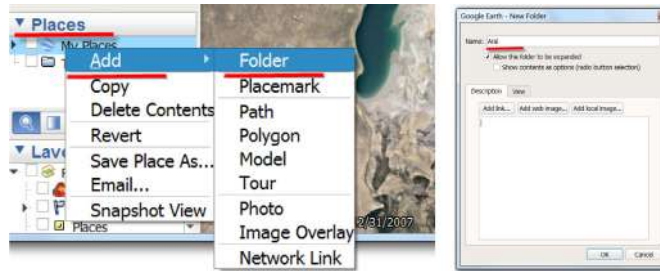 Places
My Places
Add
Folder
Copy
Placemark
Delete Contents
Path
Revert
Polygon
Save Place As...
Model
Email...
Tour
Snapshot View
Photo
Image Overlay
Network Link
Places
2/31/2007
Google Earth - New Folder
Name: Aral
Allow this folder to be expanded
Show contents as options (radio button selection)
Description
View
Add link...
Add web image...
Add local image...
OK
Cancel